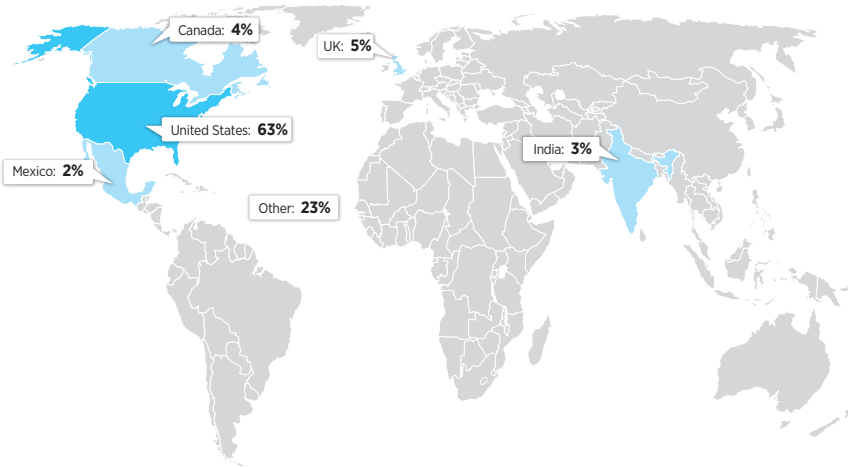 Canada: 4%
UK: 5%
United States: 63%
India: 3%
Mexico: 2%
Other: 23%